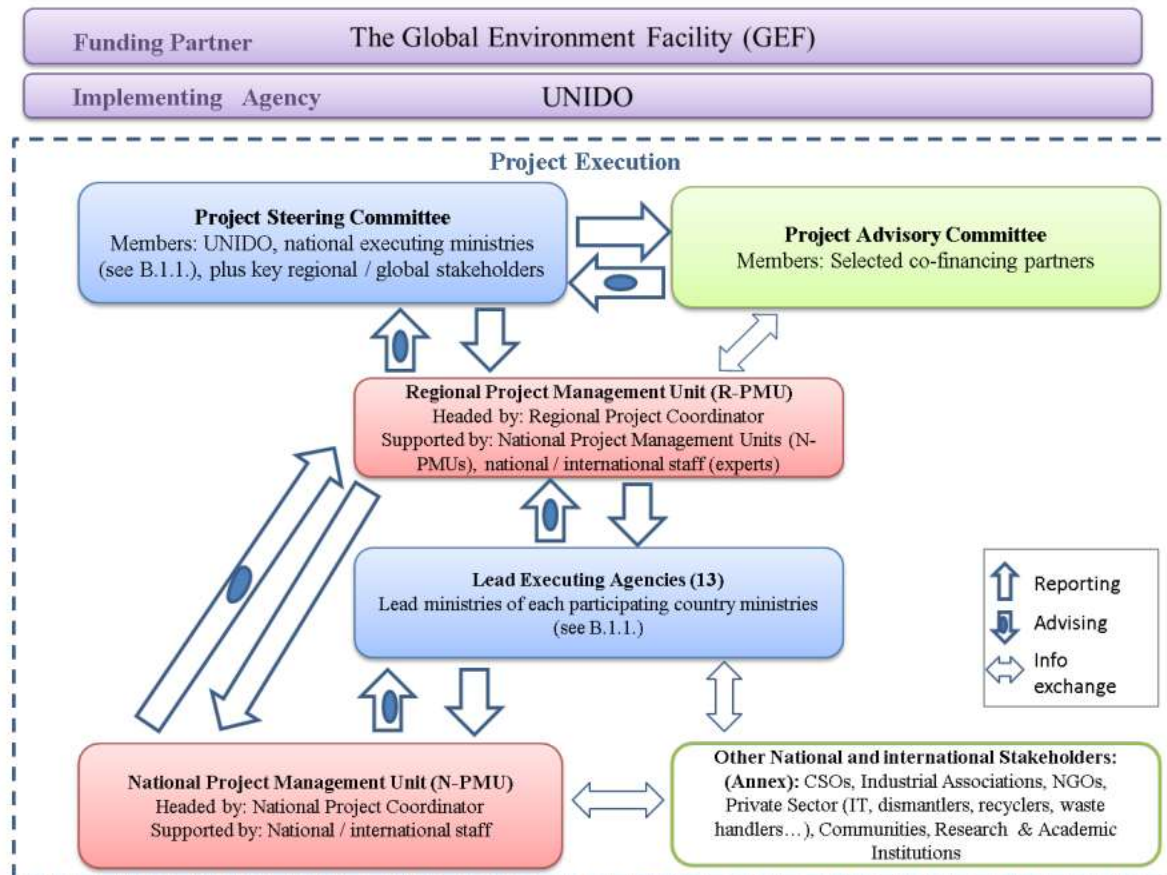 Funding Partner The Global Environment Facility (GEF)
Implementing Agency UNIDO
Project Execution
Project Steering Committee
Members: UNIDO, national executing ministries
(see B.1.1.), plus key regional / global stakeholders
Project Advisory Committee
Members: Selected co-financing partners
Regional Project Management Unit (R-PMU)
Headed by: Regional Project Coordinator
Supported by: National Project Management Units (N-
PMUs), national / international staff (experts)
Lead Executing Agencies (13)
Lead ministries of each participating country ministries
(see B.1.1.)
Reporting
Advising
Info
exchange
National Project Management Unit (N-PMU)
Headed by: National Project Coordinator
Supported by: National / international staff
Other National and international Stakeholders:
(Annex): CSOs, Industrial Associations, NGOs,
Private Sector (IT, dismantlers, recyclers, waste
handlers…), Communities, Research & Academic
Institutions